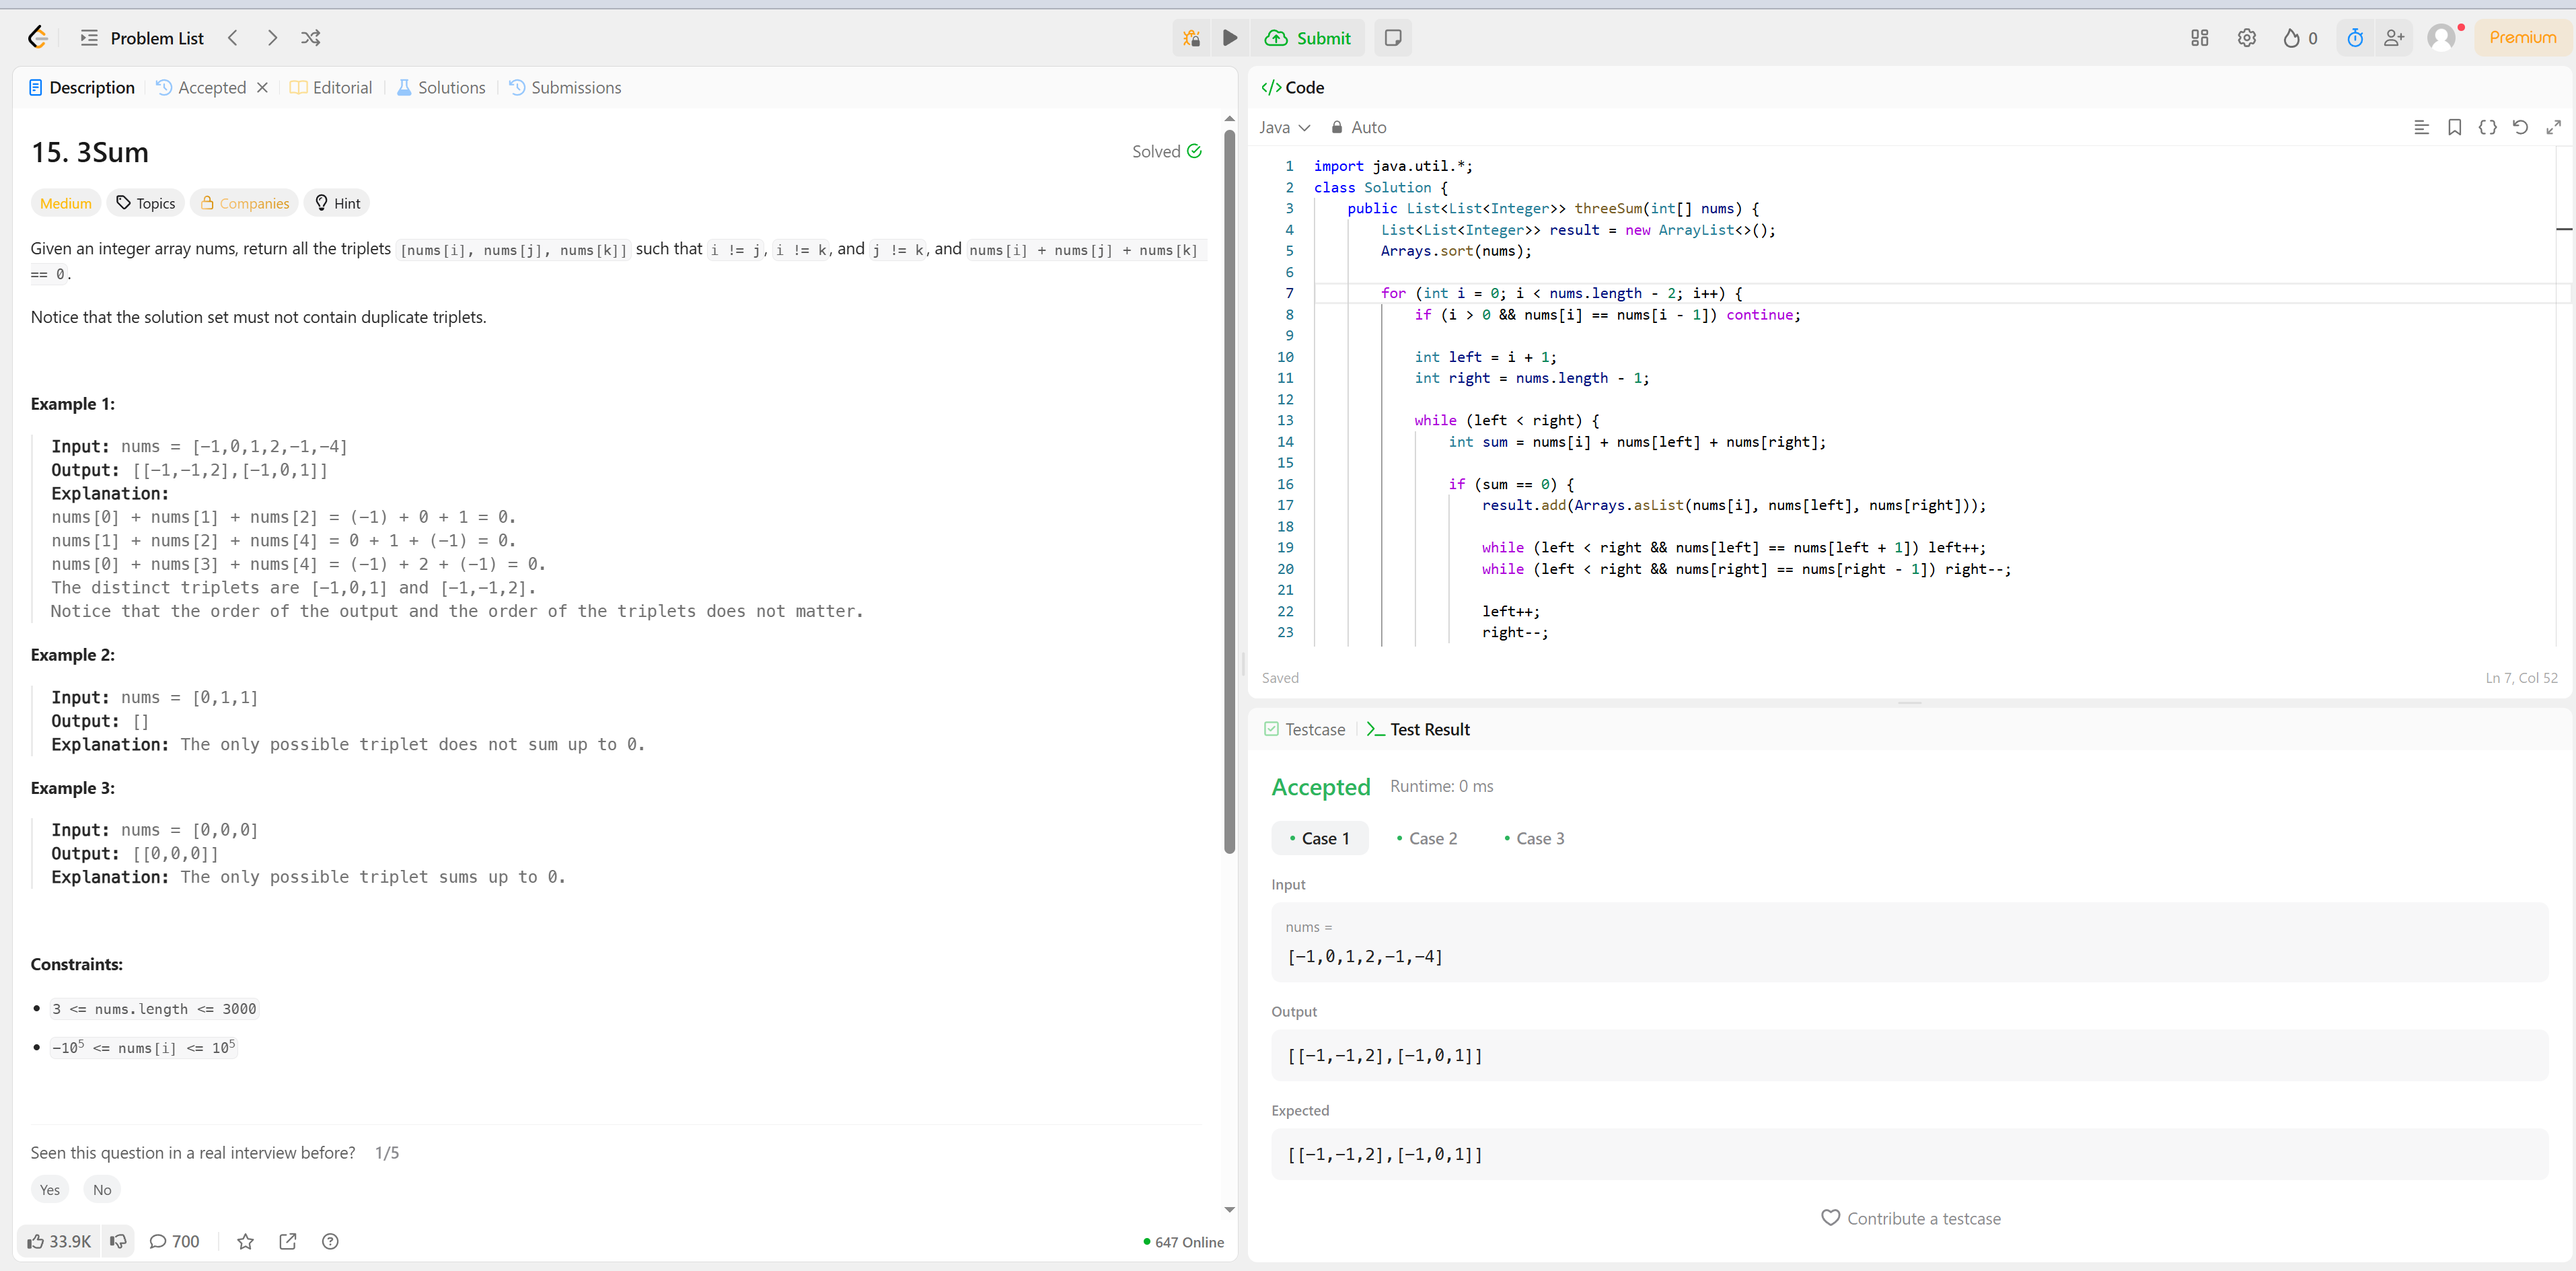 Problem List
Submit
0
Premium
Description
Accepted
Editorial
Solutions
Submissions
15. 3Sum
Solved
Medium
Topics
Companies
Hint
Given an integer array nums, return all the triplets [nums[i], nums[j], nums[k]] such that i != j, i != k, and j != k, and nums[i] + nums[j] + nums[k]
== 0.
Notice that the solution set must not contain duplicate triplets.
Example 1:
Input: nums = [-1,0,1,2,-1,-4]
Output: [[-1,-1,2],[-1,0,1]]
Explanation:
nums[0] + nums[1] + nums[2] = (-1) + 0 + 1 = 0.
nums[1] + nums[2] + nums[4] = 0 + 1 + (-1) = 0.
nums[0] + nums[3] + nums[4] = (-1) + 2 + (-1) = 0.
The distinct triplets are [-1,0,1] and [-1,-1,2].
Notice that the order of the output and the order of the triplets does not matter.
Example 2:
Input: nums = [0,1,1]
Output: []
Explanation: The only possible triplet does not sum up to 0.
Example 3:
Input: nums = [0,0,0]
Output: [[0,0,0]]
Explanation: The only possible triplet sums up to 0.
Constraints:
• 3 <= nums.length <= 3000
• -10⁵ <= nums[i] <= 10⁵
Seen this question in a real interview before? 1/5
Yes No
33.9K
700
647 Online
</> Code
Java
Auto
1 import java.util.*;
2 class Solution {
3 public List<List<Integer>> threeSum(int[] nums) {
4 List<List<Integer>> result = new ArrayList<>();
5 Arrays.sort(nums);
6
7 for (int i = 0; i < nums.length - 2; i++) {
8 if (i > 0 && nums[i] == nums[i - 1]) continue;
9
10 int left = i + 1;
11 int right = nums.length - 1;
12
13 while (left < right) {
14 int sum = nums[i] + nums[left] + nums[right];
15
16 if (sum == 0) {
17 result.add(Arrays.asList(nums[i], nums[left], nums[right]));
18
19 while (left < right && nums[left] == nums[left + 1]) left++;
20 while (left < right && nums[right] == nums[right - 1]) right--;
21
22 left++;
23 right--;
Saved
Ln 7, Col 52
Testcase
Test Result
Accepted Runtime: 0 ms
• Case 1 • Case 2 • Case 3
Input
nums =
[-1,0,1,2,-1,-4]
Output
[[-1,-1,2],[-1,0,1]]
Expected
[[-1,-1,2],[-1,0,1]]
Contribute a testcase